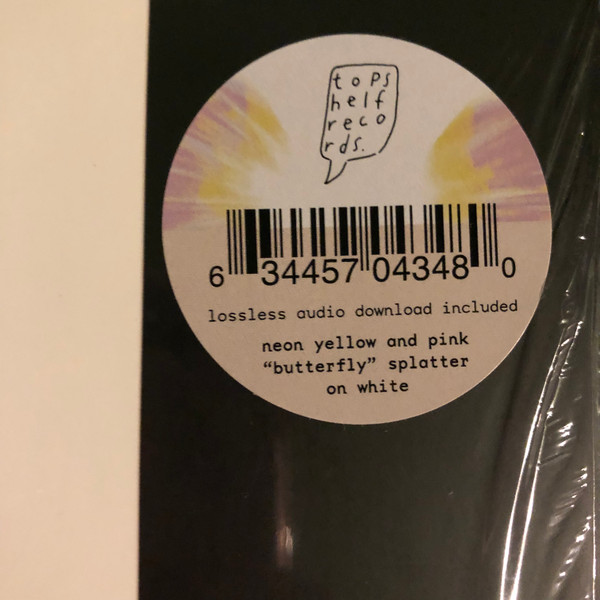 tops
helf
reco
rds.
6 34457 04348 0
lossless audio download included
neon yellow and pink
“butterfly” splatter
on white